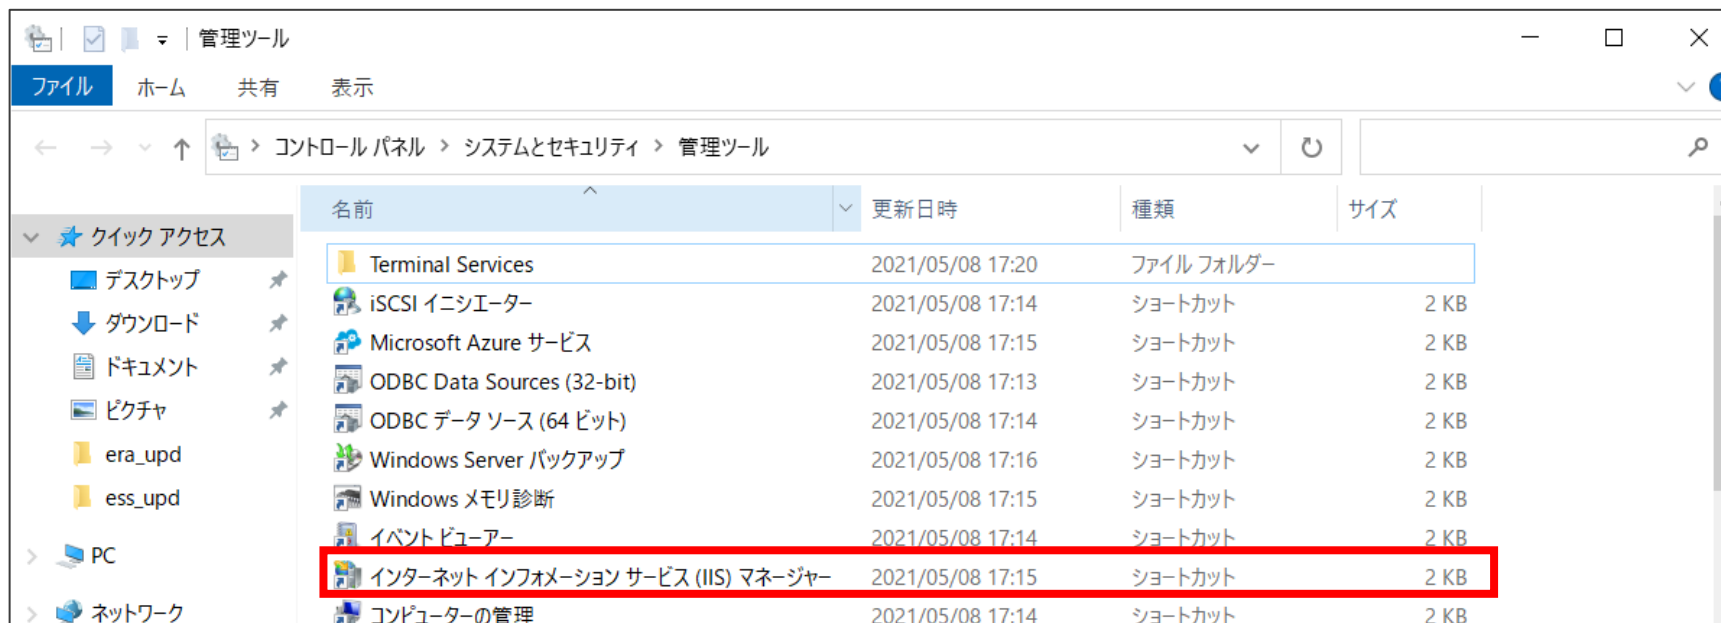 管理ツール
ファイル ホーム 共有 表示
コントロール パネル システムとセキュリティ 管理ツール
名前 更新日時 種類 サイズ
クイック アクセス
デスクトップ
ダウンロード
ドキュメント
ピクチャ
era_upd
ess_upd
PC
ネットワーク
Terminal Services 2021/05/08 17:20 ファイル フォルダー
iSCSI イニシエーター 2021/05/08 17:14 ショートカット 2 KB
Microsoft Azure サービス 2021/05/08 17:15 ショートカット 2 KB
ODBC Data Sources (32-bit) 2021/05/08 17:13 ショートカット 2 KB
ODBC データ ソース (64 ビット) 2021/05/08 17:14 ショートカット 2 KB
Windows Server バックアップ 2021/05/08 17:16 ショートカット 2 KB
Windows メモリ診断 2021/05/08 17:15 ショートカット 2 KB
イベント ビューアー 2021/05/08 17:14 ショートカット 2 KB
インターネット インフォメーション サービス (IIS) マネージャー 2021/05/08 17:15 ショートカット 2 KB
コンピューターの管理 2021/05/08 17:14 ショートカット 2 KB